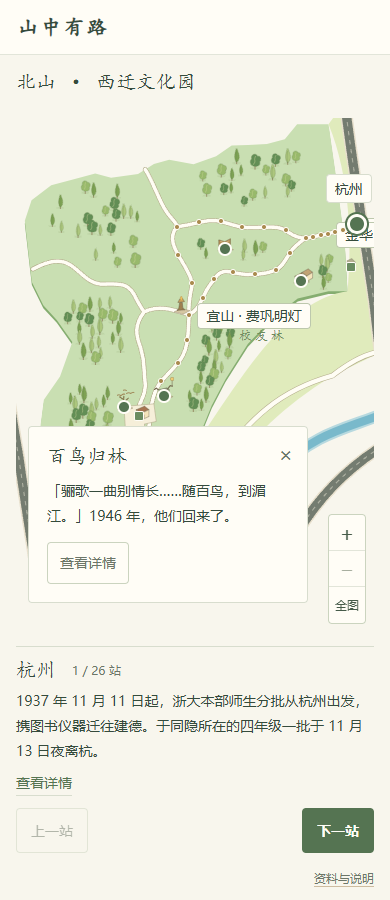 山中有路
北山 • 西迁文化园
杭州
金华
宜山 · 费巩明灯
校友林
百鸟归林
×
「骊歌一曲别情长……随百鸟，到湄
江。」1946 年，他们回来了。
查看详情
+
−
全图
杭州 1 / 26 站
1937 年 11 月 11 日起，浙大本部师生分批从杭州出发，
携图书仪器迁往建德。于同隐所在的四年级一批于 11 月
13 日夜离杭。
查看详情
上一站
下一站
资料与说明